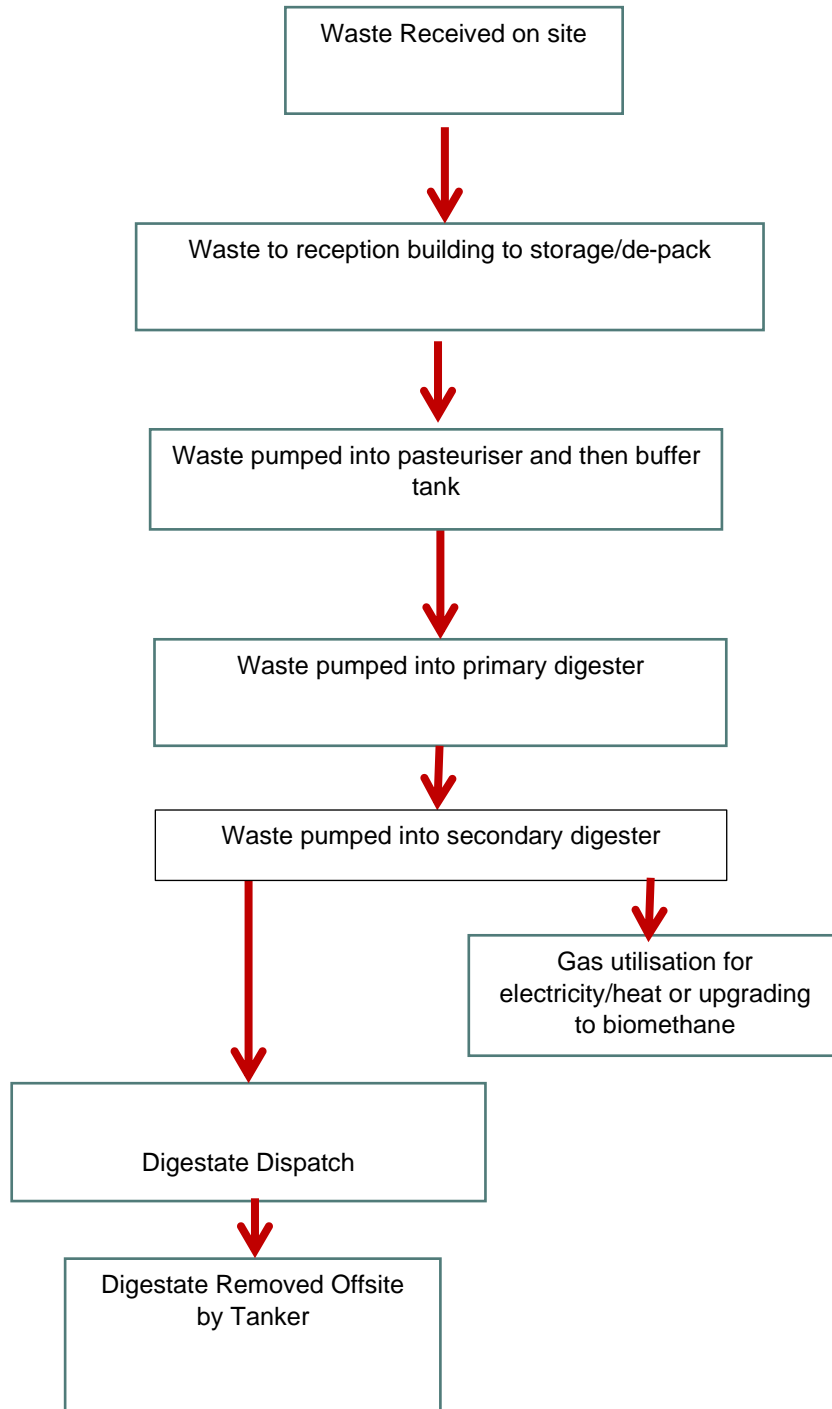 Waste Received on site
Waste to reception building to storage/de-pack
Waste pumped into pasteuriser and then buffer
tank
Waste pumped into primary digester
Waste pumped into secondary digester
Gas utilisation for
electricity/heat or upgrading
to biomethane
Digestate Dispatch
Digestate Removed Offsite
by Tanker